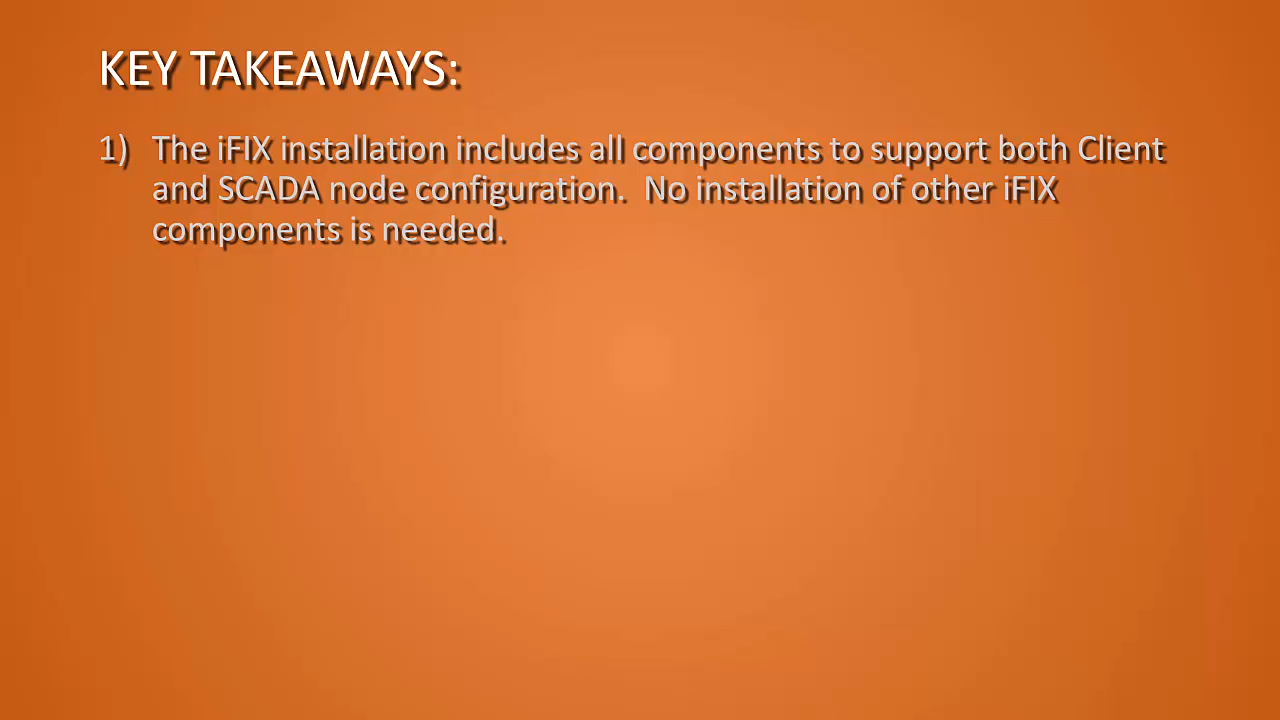 KEY TAKEAWAYS:
1) The iFIX installation includes all components to support both Client
and SCADA node configuration.  No installation of other iFIX
components is needed.